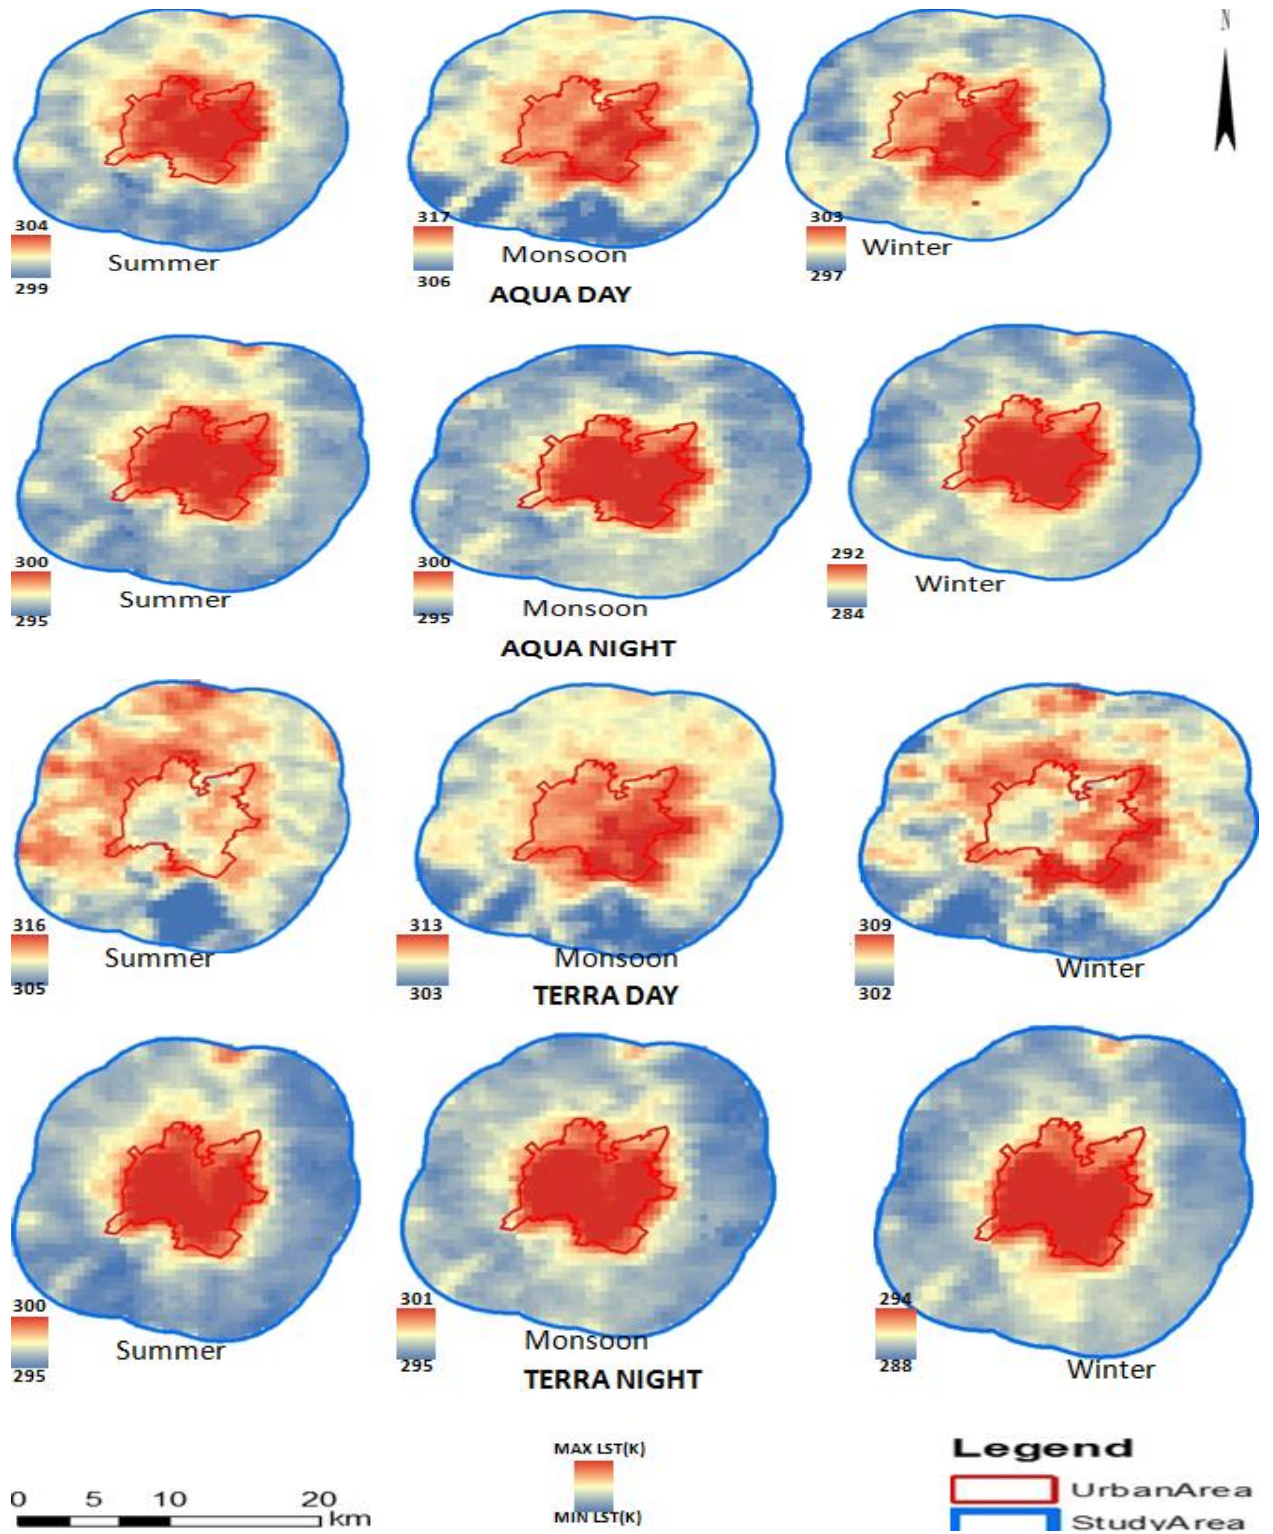 N
304
299
Summer
317
306
Monsoon
303
297
Winter
AQUA DAY
300
295
Summer
300
295
Monsoon
292
284
Winter
AQUA NIGHT
316
305
Summer
313
303
Monsoon
309
302
Winter
TERRA DAY
300
295
Summer
301
295
Monsoon
294
288
Winter
TERRA NIGHT
0 5 10 20
km
MAX LST(K)
MIN LST(K)
Legend
UrbanArea
StudyArea